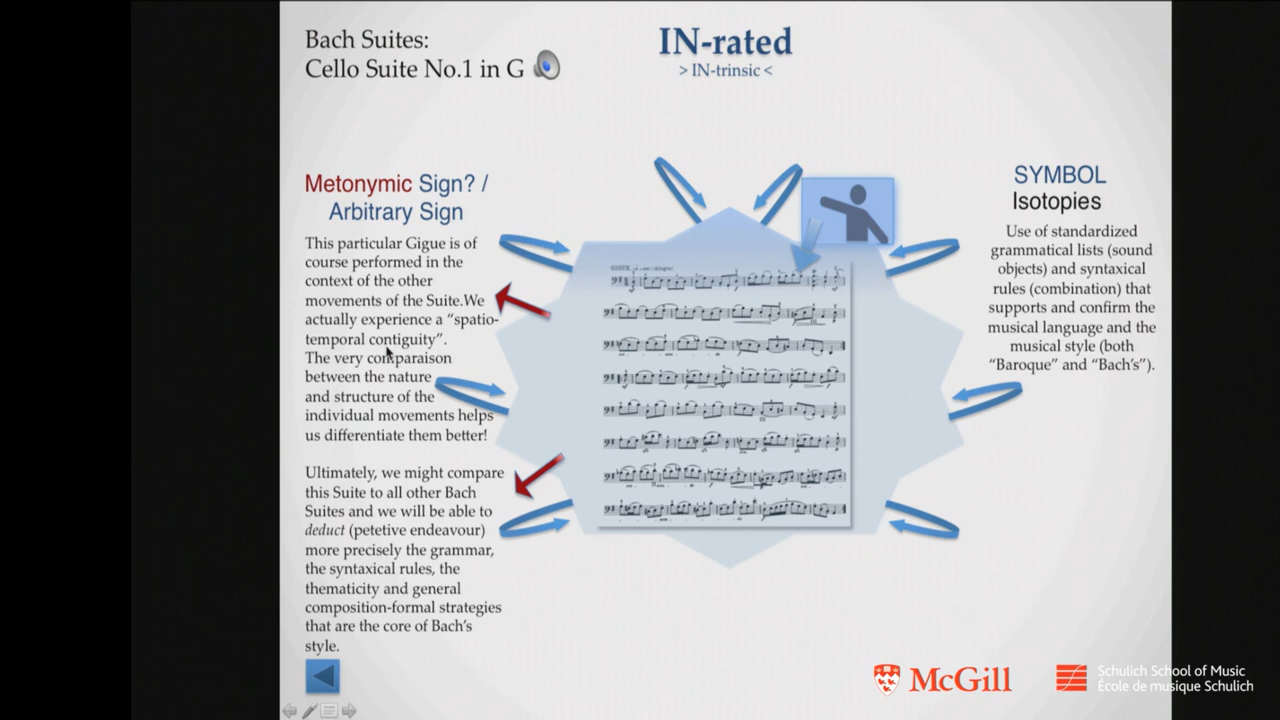 Bach Suites:
Cello Suite No.1 in G
IN-rated
> IN-trinsic <
Metonymic Sign? /
Arbitrary Sign
This particular Gigue is of
course performed in the
context of the other
movements of the Suite.We
actually experience a “spatio-
temporal contiguity”.
The very comparaison
between the nature
and structure of the
individual movements helps
us differentiate them better!
Ultimately, we might compare
this Suite to all other Bach
Suites and we will be able to
deduct (petetive endeavour)
more precisely the grammar,
the syntaxical rules, the
thematicity and general
composition-formal strategies
that are the core of Bach’s
style.
GIGUE
SYMBOL
Isotopies
Use of standardized
grammatical lists (sound
objects) and syntaxical
rules (combination) that
supports and confirm the
musical language and the
musical style (both
“Baroque” and “Bach’s”).
McGill
Schulich School of Music
École de musique Schulich